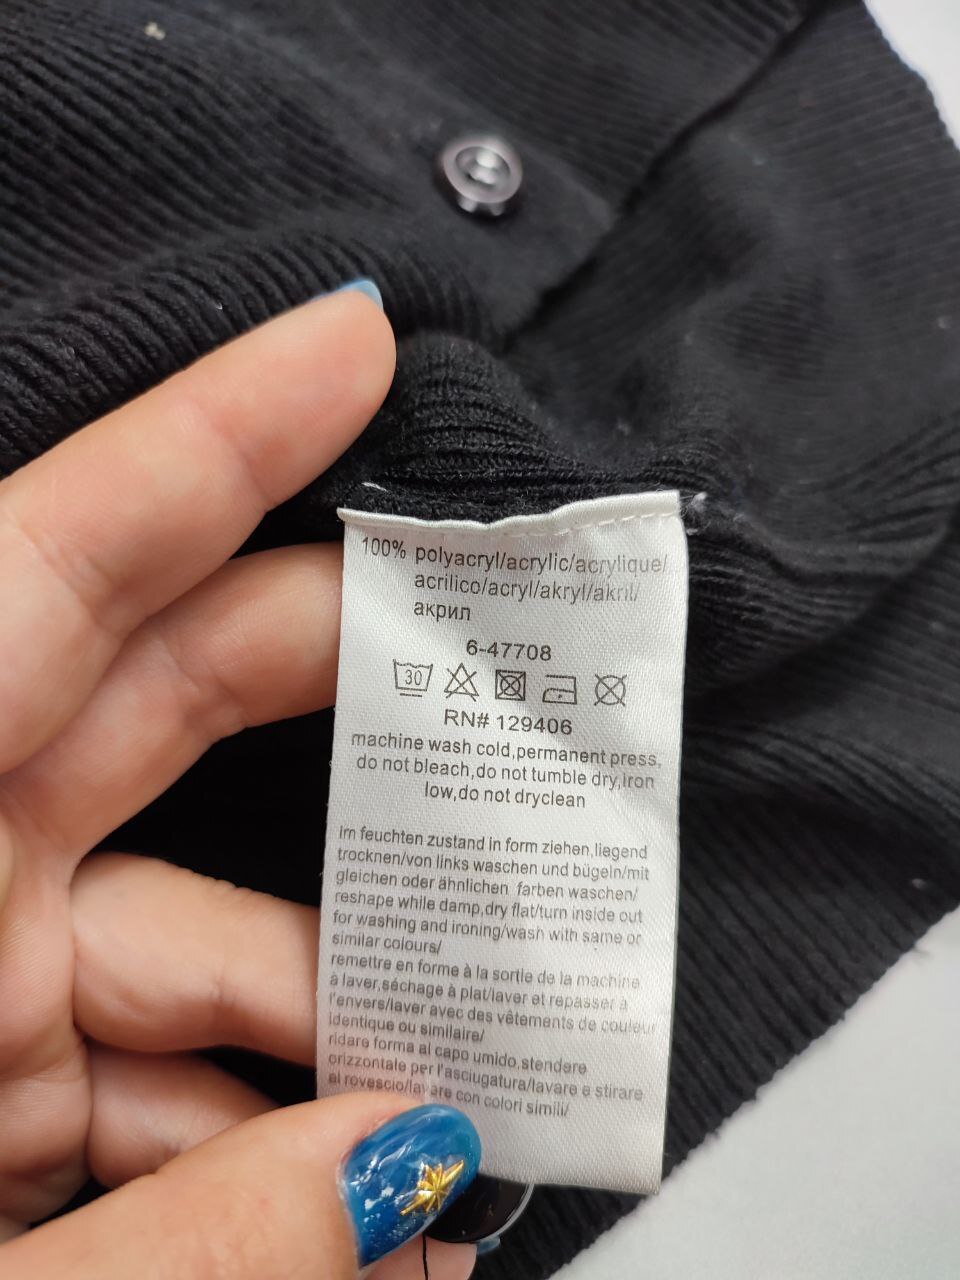 100% polyacryl/acrylic/acrylique/
acrilico/acryl/akryl/akril/
акрил
6-47708
30
RN# 129406
machine wash cold,permanent press,
do not bleach,do not tumble dry,iron
low,do not dryclean
im feuchten zustand in form ziehen,liegend
trocknen/von links waschen und bügeln/mit
gleichen oder ähnlichen farben waschen/
reshape while damp,dry flat/turn inside out
for washing and ironing/wash with same or
similar colours/
remettre en forme à la sortie de la machine
à laver,séchage à plat/laver et repasser à
l'envers/laver avec des vêtements de couleur
identique ou similaire/
ridare forma al capo umido.stendere
orizzontale per l'asciugatura/lavare e stirare
al rovescio/lavare con colori simili/